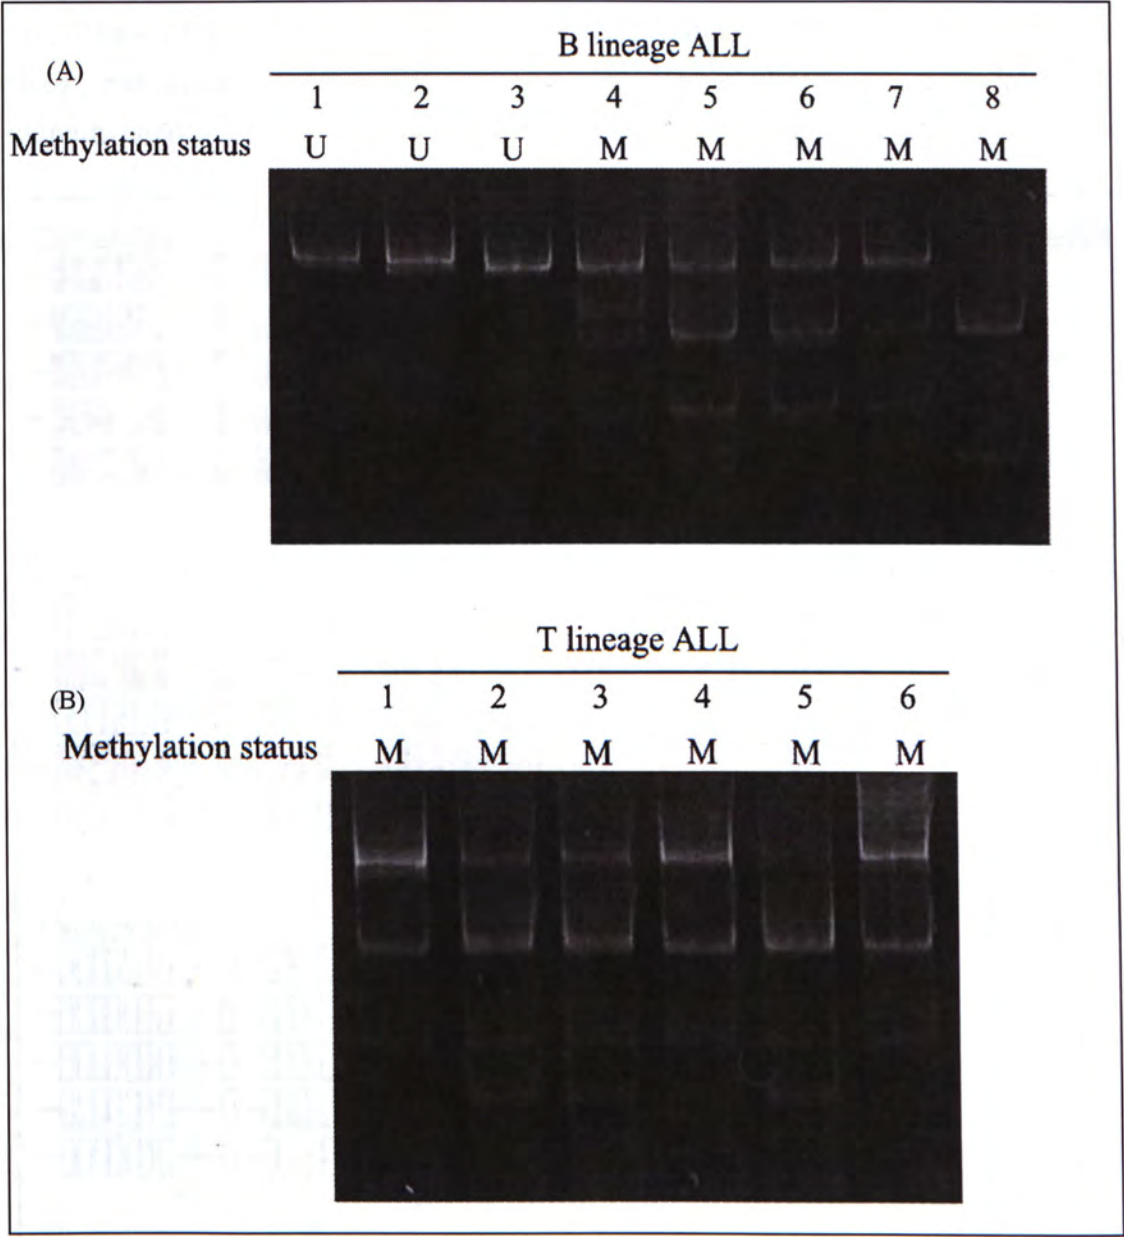 B lineage ALL
(A)
1 2 3 4 5 6 7 8
Methylation status U U U M M M M M
T lineage ALL
(B)
1 2 3 4 5 6
Methylation status M M M M M M